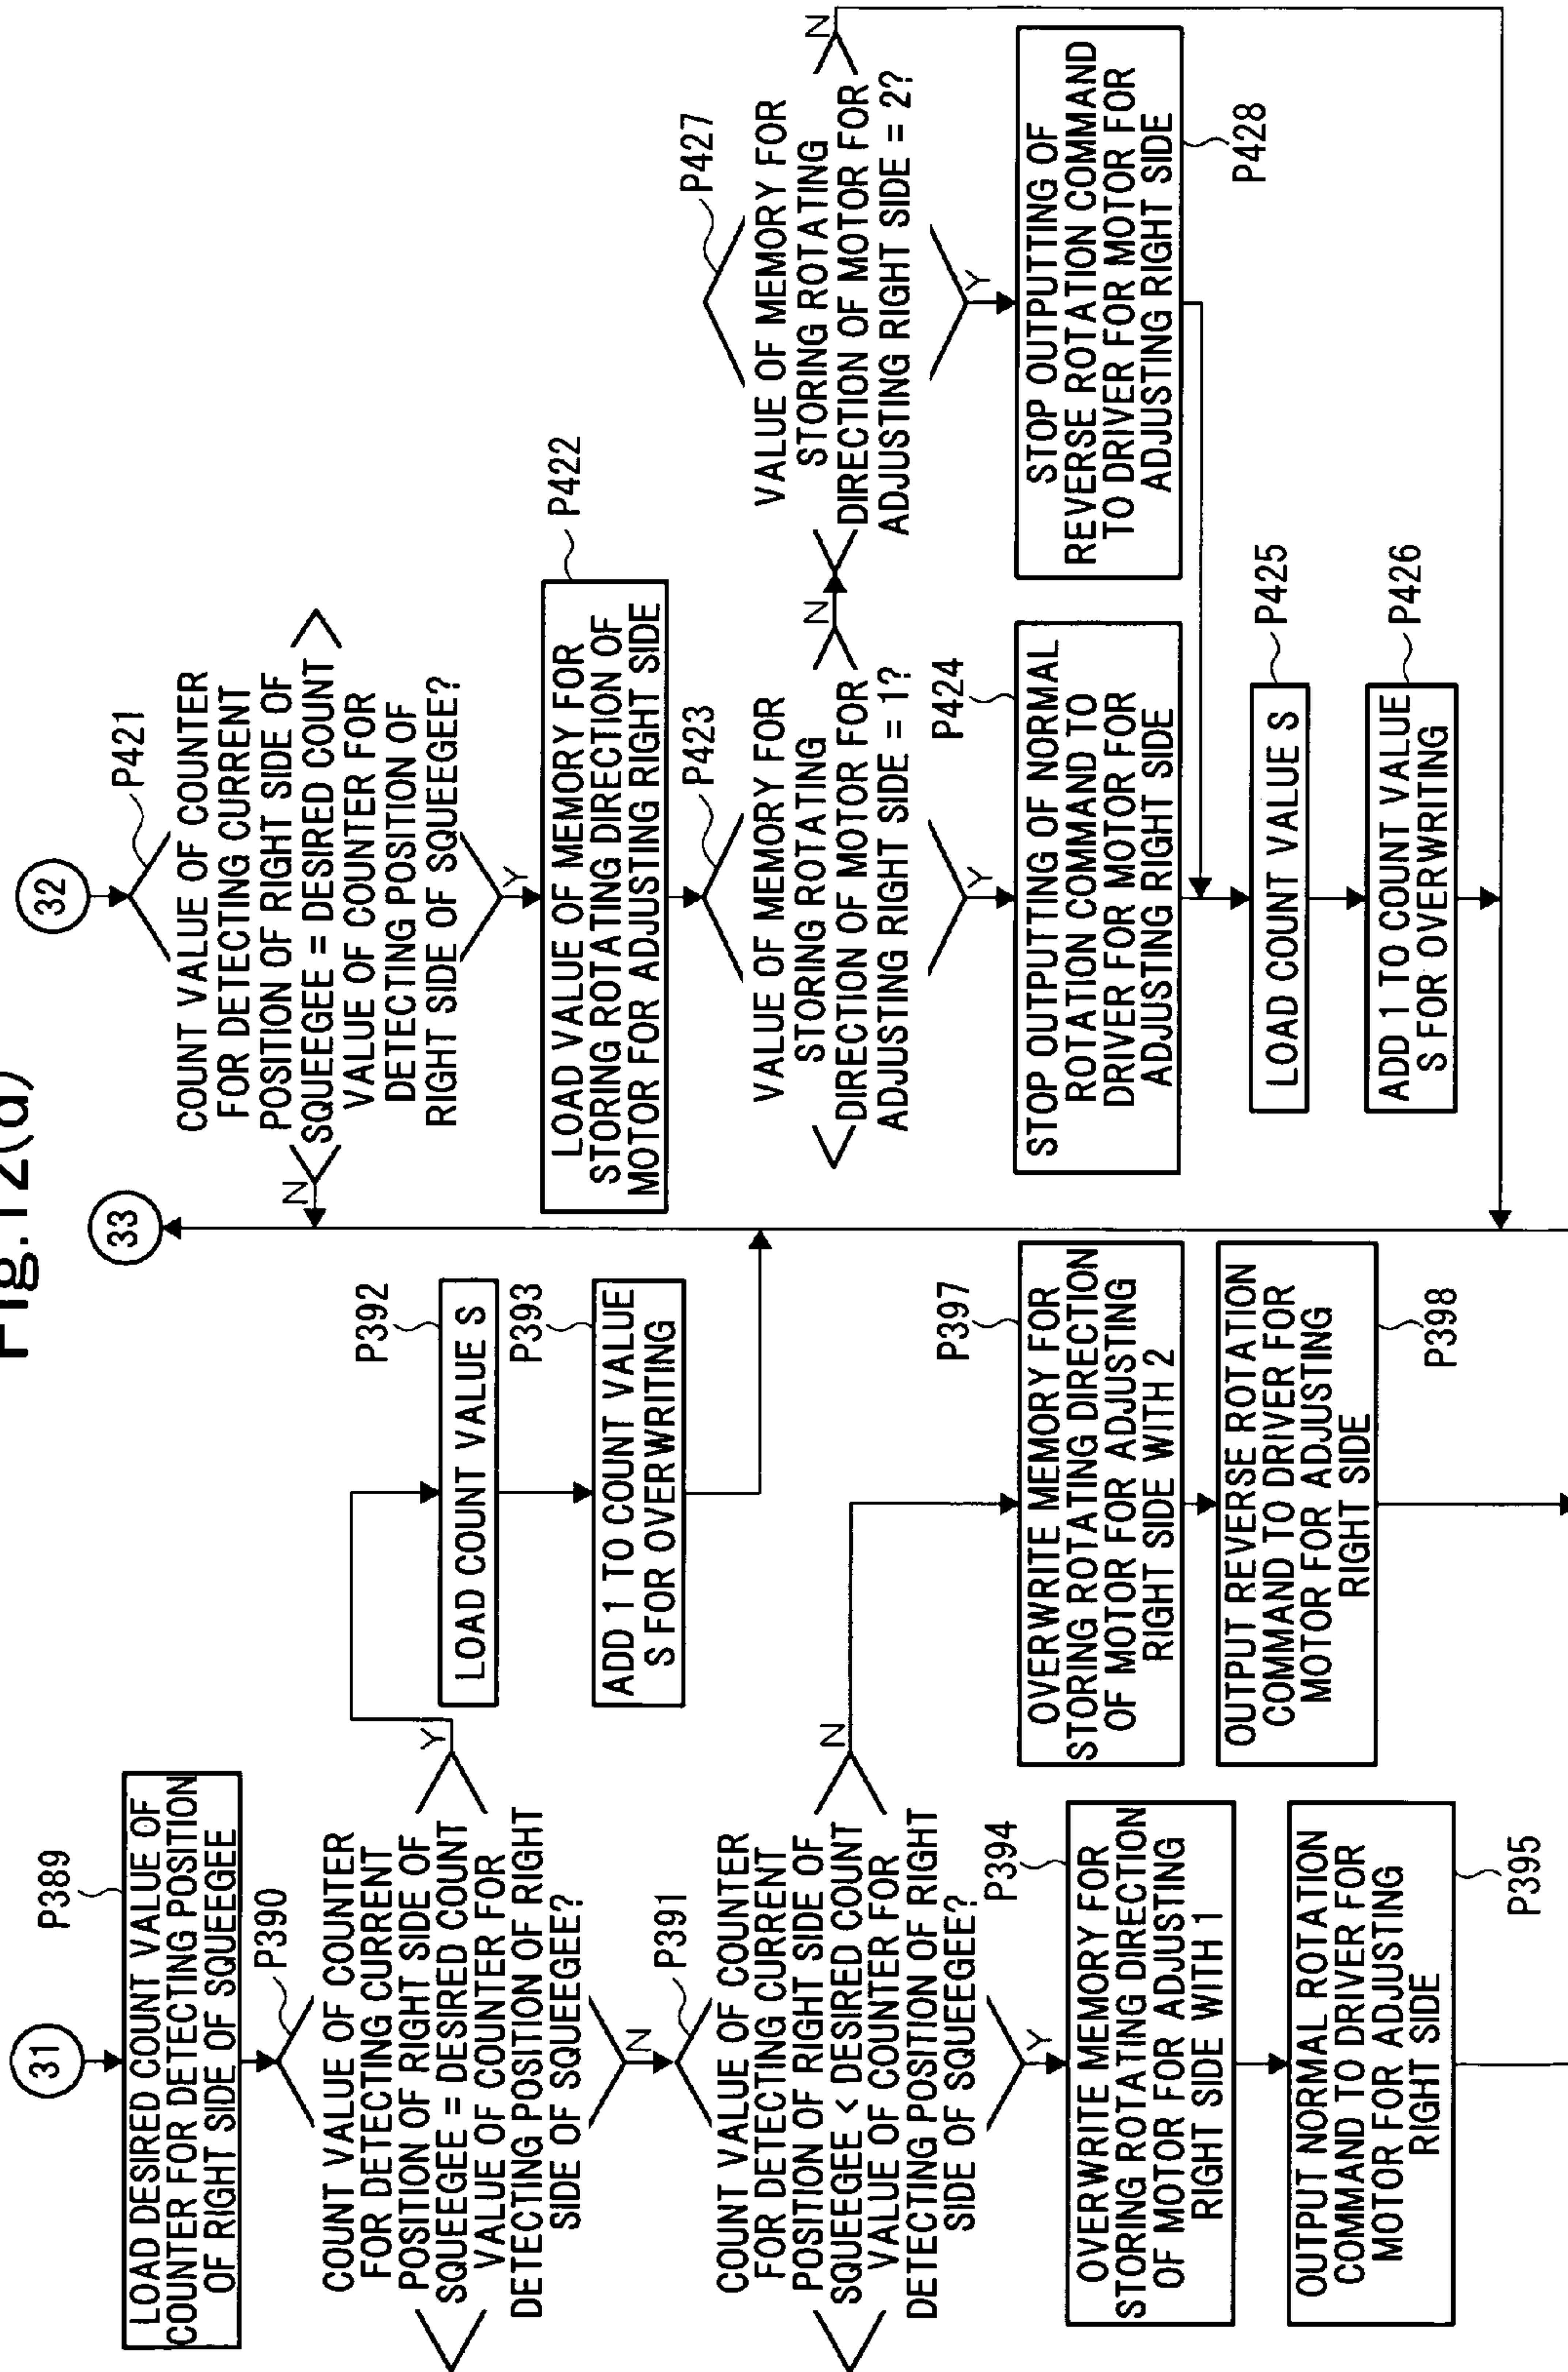 Fig.12(d)
31
P389
LOAD DESIRED COUNT VALUE OF
COUNTER FOR DETECTING POSITION
OF RIGHT SIDE OF SQUEEGEE
P390
COUNT VALUE OF COUNTER
FOR DETECTING CURRENT
POSITION OF RIGHT SIDE OF
SQUEEGEE = DESIRED COUNT
VALUE OF COUNTER FOR
DETECTING POSITION OF RIGHT
SIDE OF SQUEEGEE?
Y
N
P391
COUNT VALUE OF COUNTER
FOR DETECTING CURRENT
POSITION OF RIGHT SIDE OF
SQUEEGEE < DESIRED COUNT
VALUE OF COUNTER FOR
DETECTING POSITION OF RIGHT
SIDE OF SQUEEGEE?
N
Y
P394
OVERWRITE MEMORY FOR
STORING ROTATING DIRECTION
OF MOTOR FOR ADJUSTING
RIGHT SIDE WITH 1
OUTPUT NORMAL ROTATION
COMMAND TO DRIVER FOR
MOTOR FOR ADJUSTING
RIGHT SIDE
P395
P392
LOAD COUNT VALUE S
P393
ADD 1 TO COUNT VALUE
S FOR OVERWRITING
P397
OVERWRITE MEMORY FOR
STORING ROTATING DIRECTION
OF MOTOR FOR ADJUSTING
RIGHT SIDE WITH 2
OUTPUT REVERSE ROTATION
COMMAND TO DRIVER FOR
MOTOR FOR ADJUSTING
RIGHT SIDE
P398
33
32
P421
COUNT VALUE OF COUNTER
FOR DETECTING CURRENT
POSITION OF RIGHT SIDE OF
SQUEEGEE = DESIRED COUNT
VALUE OF COUNTER FOR
DETECTING POSITION OF
RIGHT SIDE OF SQUEEGEE?
N
Y
P422
LOAD VALUE OF MEMORY FOR
STORING ROTATING DIRECTION OF
MOTOR FOR ADJUSTING RIGHT SIDE
P423
VALUE OF MEMORY FOR
STORING ROTATING
DIRECTION OF MOTOR FOR
ADJUSTING RIGHT SIDE = 1?
N
Y
P424
STOP OUTPUTTING OF NORMAL
ROTATION COMMAND TO
DRIVER FOR MOTOR FOR
ADJUSTING RIGHT SIDE
P425
LOAD COUNT VALUE S
P426
ADD 1 TO COUNT VALUE
S FOR OVERWRITING
P427
VALUE OF MEMORY FOR
STORING ROTATING
DIRECTION OF MOTOR FOR
ADJUSTING RIGHT SIDE = 2?
N
Y
STOP OUTPUTTING OF
REVERSE ROTATION COMMAND
TO DRIVER FOR MOTOR FOR
ADJUSTING RIGHT SIDE
P428